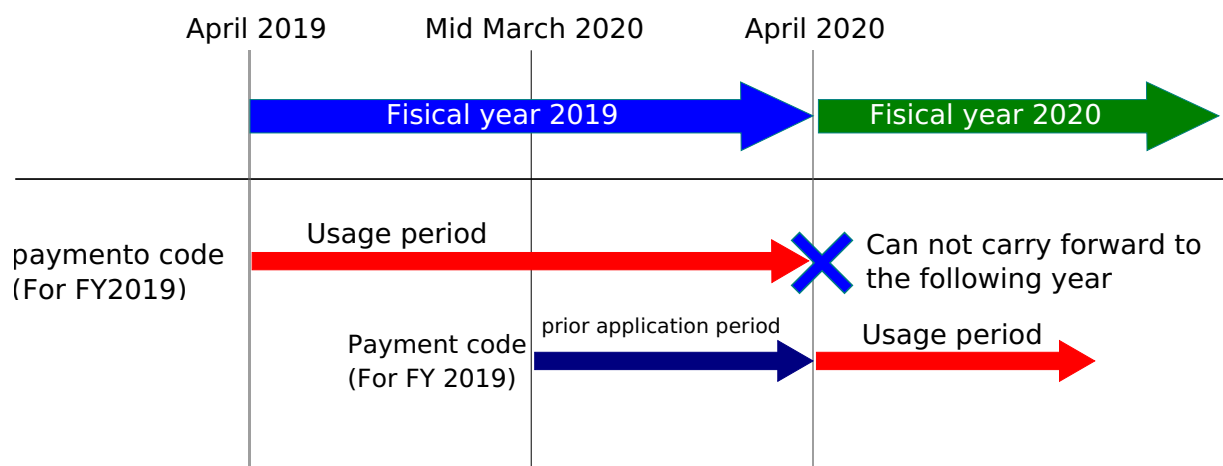 April 2019
Mid March 2020
April 2020
Fisical year 2019
Fisical year 2020
Usage period
paymento code
(For FY2019)
Can not carry forward to
the following year
prior application period
Payment code
(For FY 2019)
Usage period